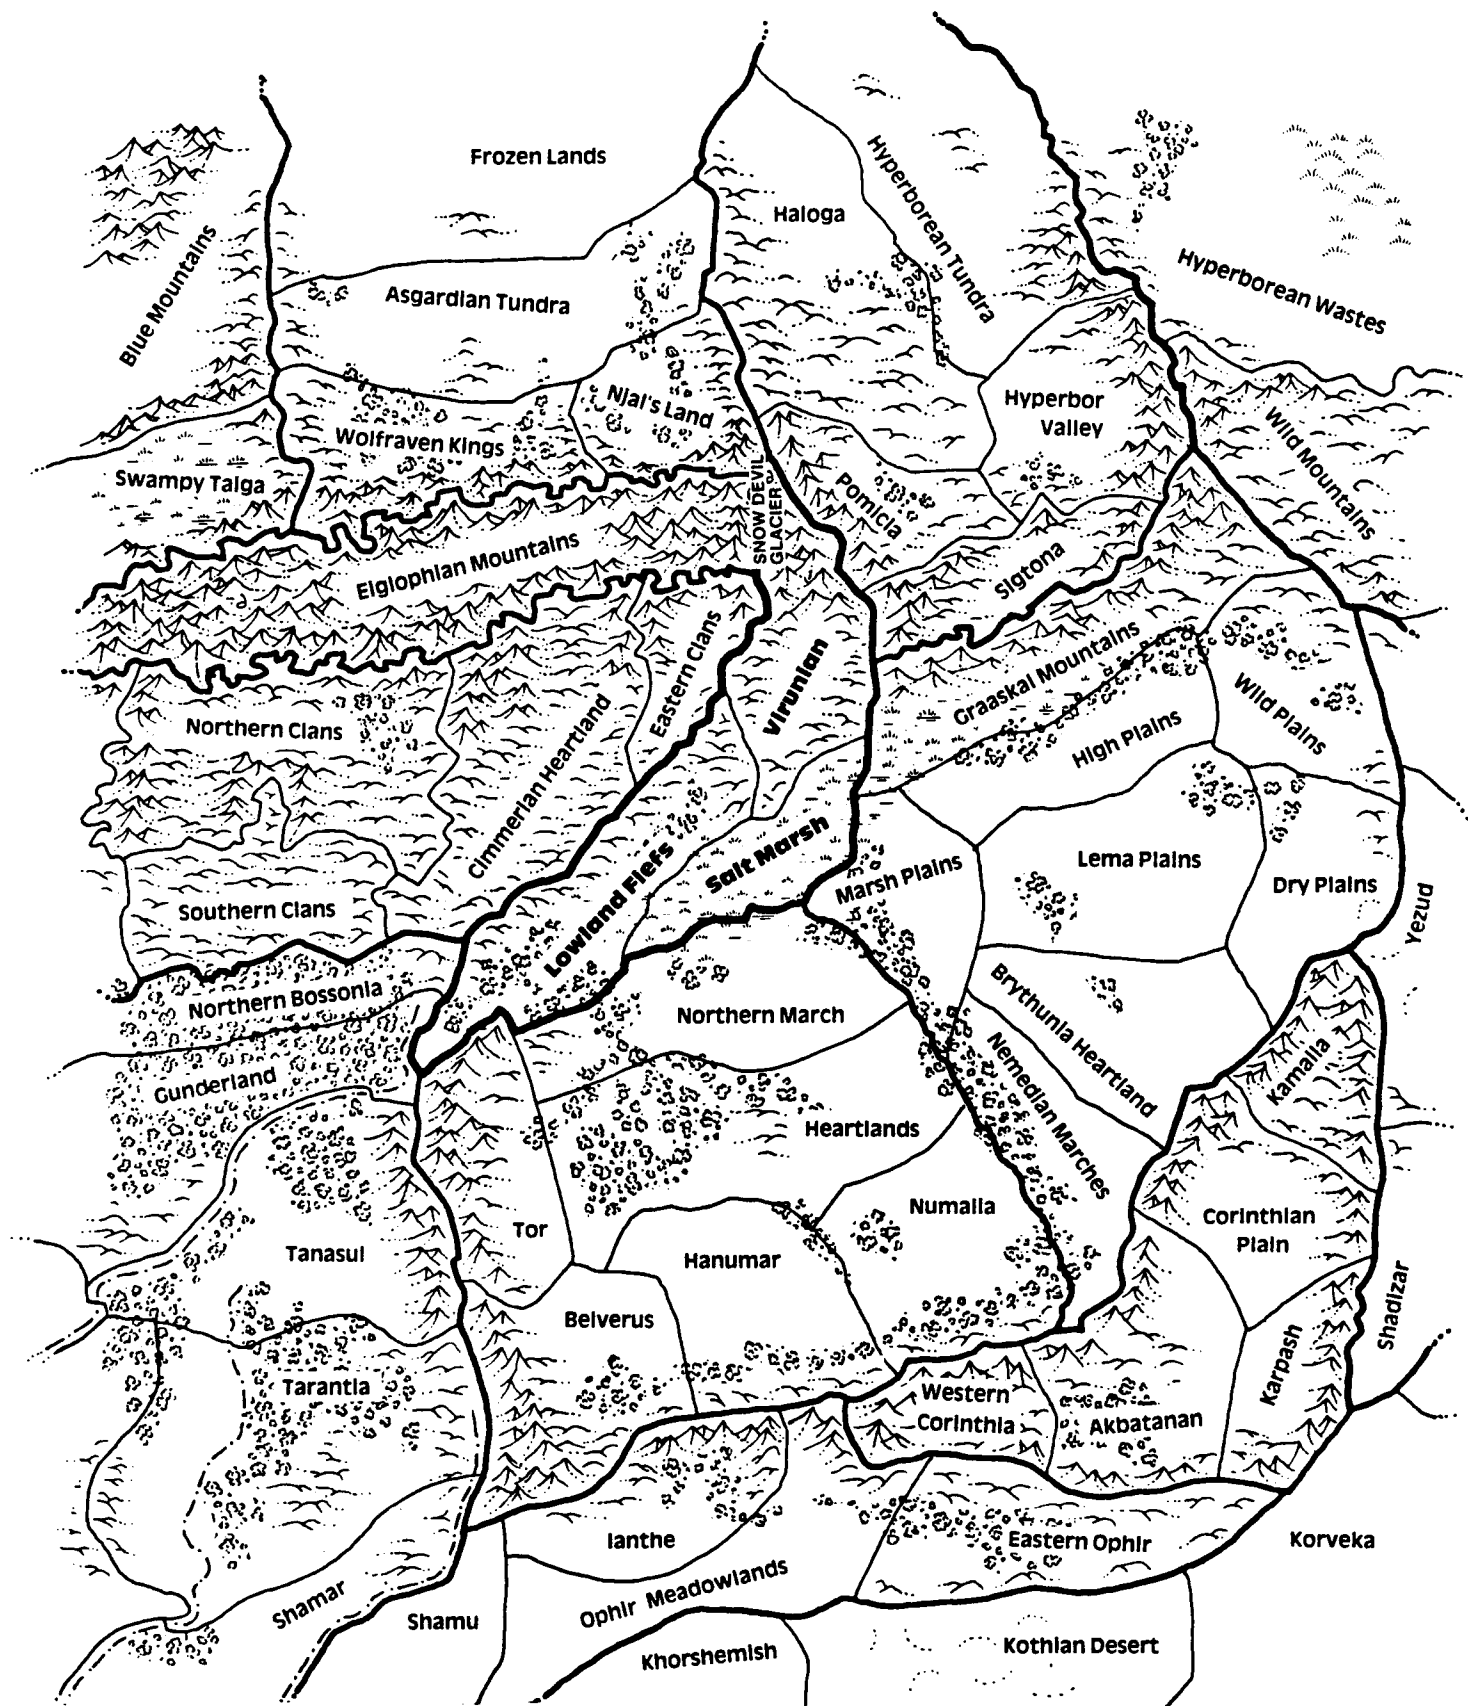 Frozen Lands
Haloga
Hyperborean Tundra
Hyperborean Wastes
Blue Mountains
Asgardian Tundra
Njal's Land
Hyperbor
Valley
Wolfraven Kings
Swampy Taiga
SNOW DEVIL
GLACIER
Pomicia
Wild Mountains
Eiglophian Mountains
Sigtona
Eastern Clans
Virunian
Graaskal Mountains
Wild Plains
Northern Clans
High Plains
Cimmerian Heartland
Salt Marsh
Marsh Plains
Lema Plains
Dry Plains
Yezud
Southern Clans
Lowland Fiefs
Northern Bossonia
Northern March
Brythunia Heartland
Nemedian Marches
Gunderland
Kamalia
Heartlands
Tor
Numalia
Corinthian
Plain
Tanasul
Hanumar
Belverus
Shadizar
Karpash
Tarantia
Western
Corinthia
Akbatanan
Ianthe
Eastern Ophir
Korveka
Shamar
Shamu
Ophir Meadowlands
Khorshemish
Kothian Desert